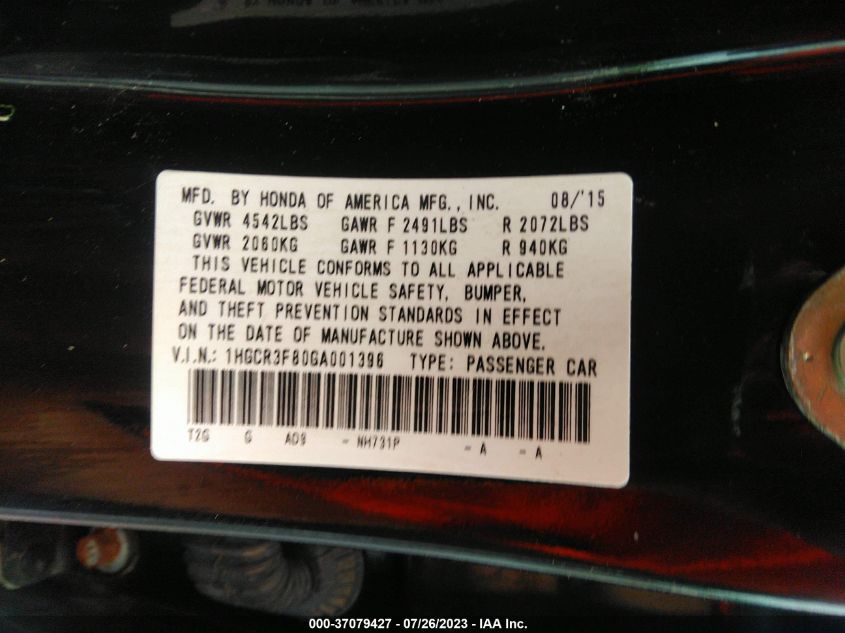 MFD. BY HONDA OF AMERICA MFG., INC. 08/'15
GVWR 4542LBS GAWR F 2491LBS R 2072LBS
GVWR 2060KG GAWR F 1130KG R 940KG
THIS VEHICLE CONFORMS TO ALL APPLICABLE
FEDERAL MOTOR VEHICLE SAFETY, BUMPER,
AND THEFT PREVENTION STANDARDS IN EFFECT
ON THE DATE OF MANUFACTURE SHOWN ABOVE.
V.I.N.: 1HGCR3F80GA001396 TYPE: PASSENGER CAR
T2G G AD9 - NH731P - A - A
000-37079427 - 07/26/2023 - IAA Inc.